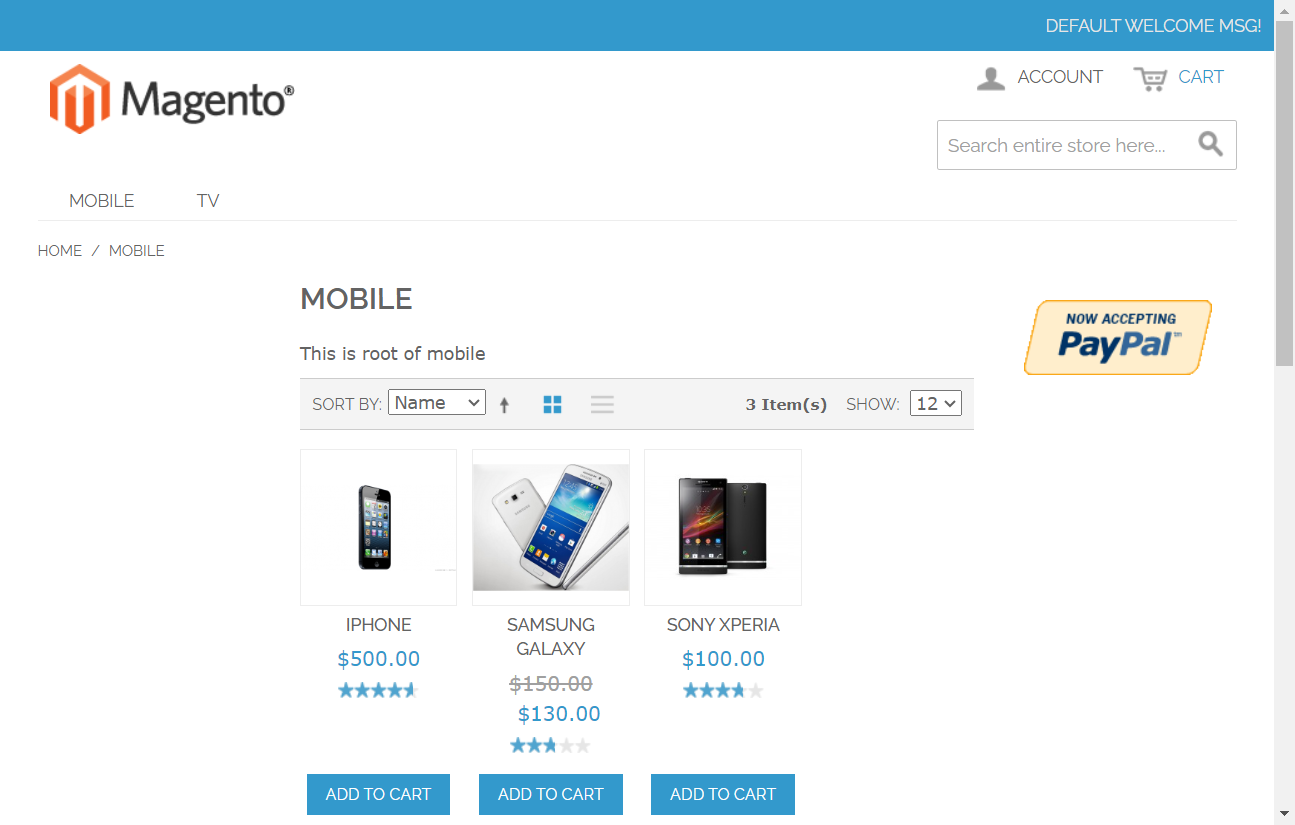 DEFAULT WELCOME MSG!
Magento®
ACCOUNT
CART
Search entire store here...
MOBILE
TV
HOME / MOBILE
MOBILE
NOW ACCEPTING
PayPal™
This is root of mobile
SORT BY: Name
3 Item(s)
SHOW: 12
IPHONE
$500.00
SAMSUNG
GALAXY
$150.00
$130.00
SONY XPERIA
$100.00
ADD TO CART
ADD TO CART
ADD TO CART